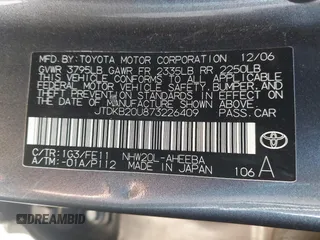 MFD. BY: TOYOTA MOTOR CORPORATION 12/06
GVWR 3795LB GAWR FR 2335LB RR 2250LB
THIS VEHICLE CONFORMS TO ALL APPLICABLE
FEDERAL MOTOR VEHICLE SAFETY, BUMPER, AND
THEFT PREVENTION STANDARDS IN EFFECT ON
THE DATE OF MANUFACTURE SHOWN ABOVE.
JTDKB20U873226409 PASS. CAR
C/TR: 1G3/FE11 NHW20L-AHEEBA
A/TM: -01A/P112 MADE IN JAPAN 106 A
TOYOTA
DREAMBID